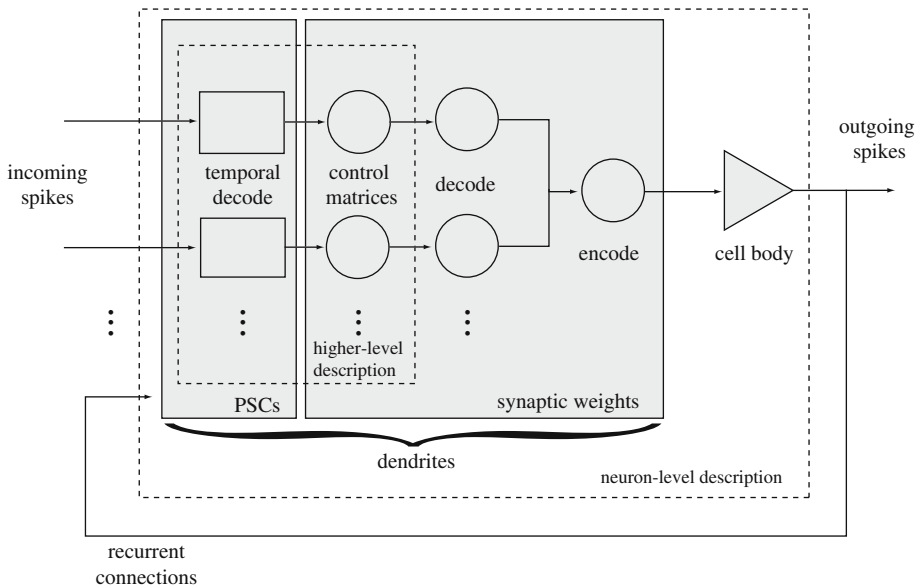 incoming
spikes
temporal
decode
control
matrices
decode
encode
cell body
outgoing
spikes
higher-level
description
PSCs
synaptic weights
dendrites
neuron-level description
recurrent
connections